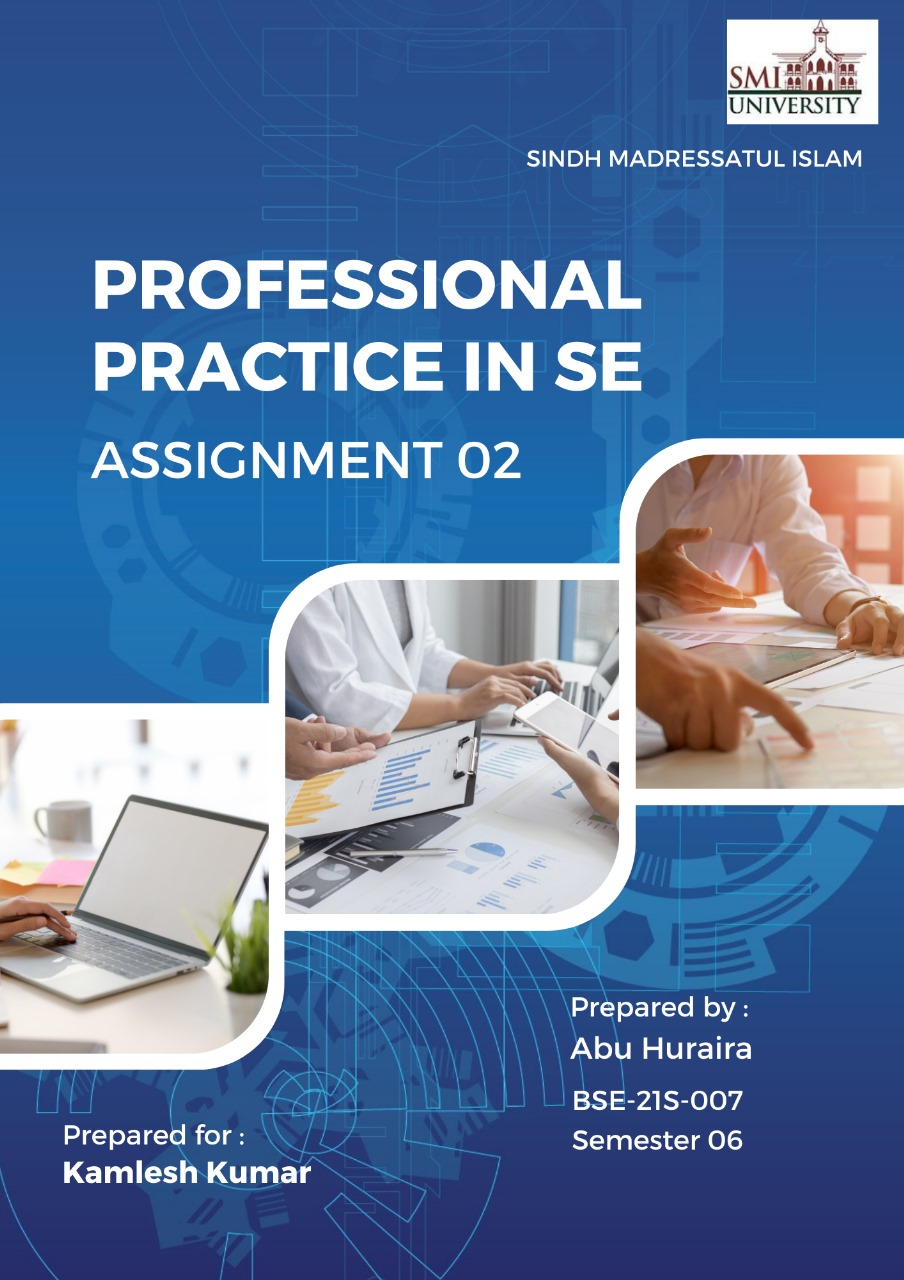 SMI
UNIVERSITY
SINDH MADRESSATUL ISLAM
PROFESSIONAL
PRACTICE IN SE
ASSIGNMENT 02
Prepared by :
Abu Huraira
BSE-21S-007
Semester 06
Prepared for :
Kamlesh Kumar